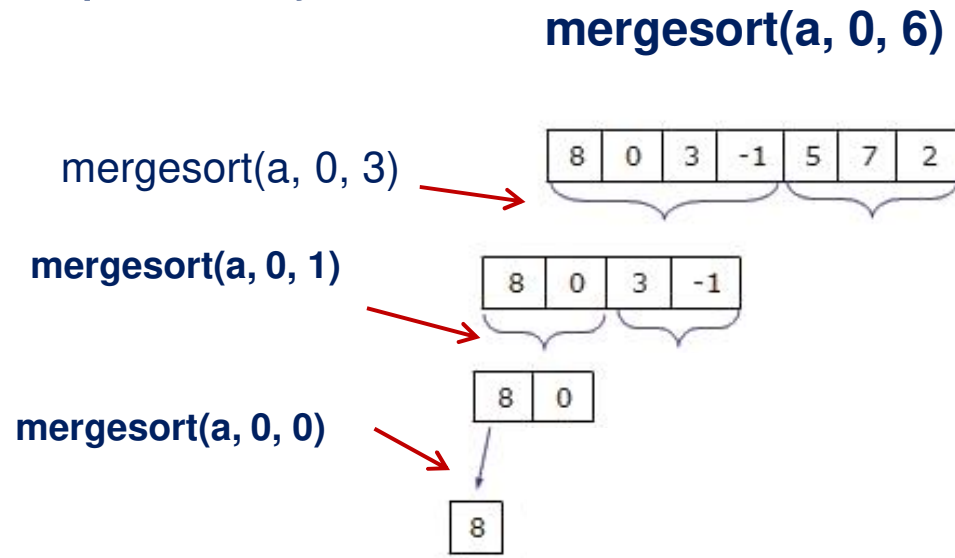 mergesort(a, 0, 6)
mergesort(a, 0, 3)
8 0 3 -1 5 7 2
mergesort(a, 0, 1)
8 0 3 -1
8 0
mergesort(a, 0, 0)
8